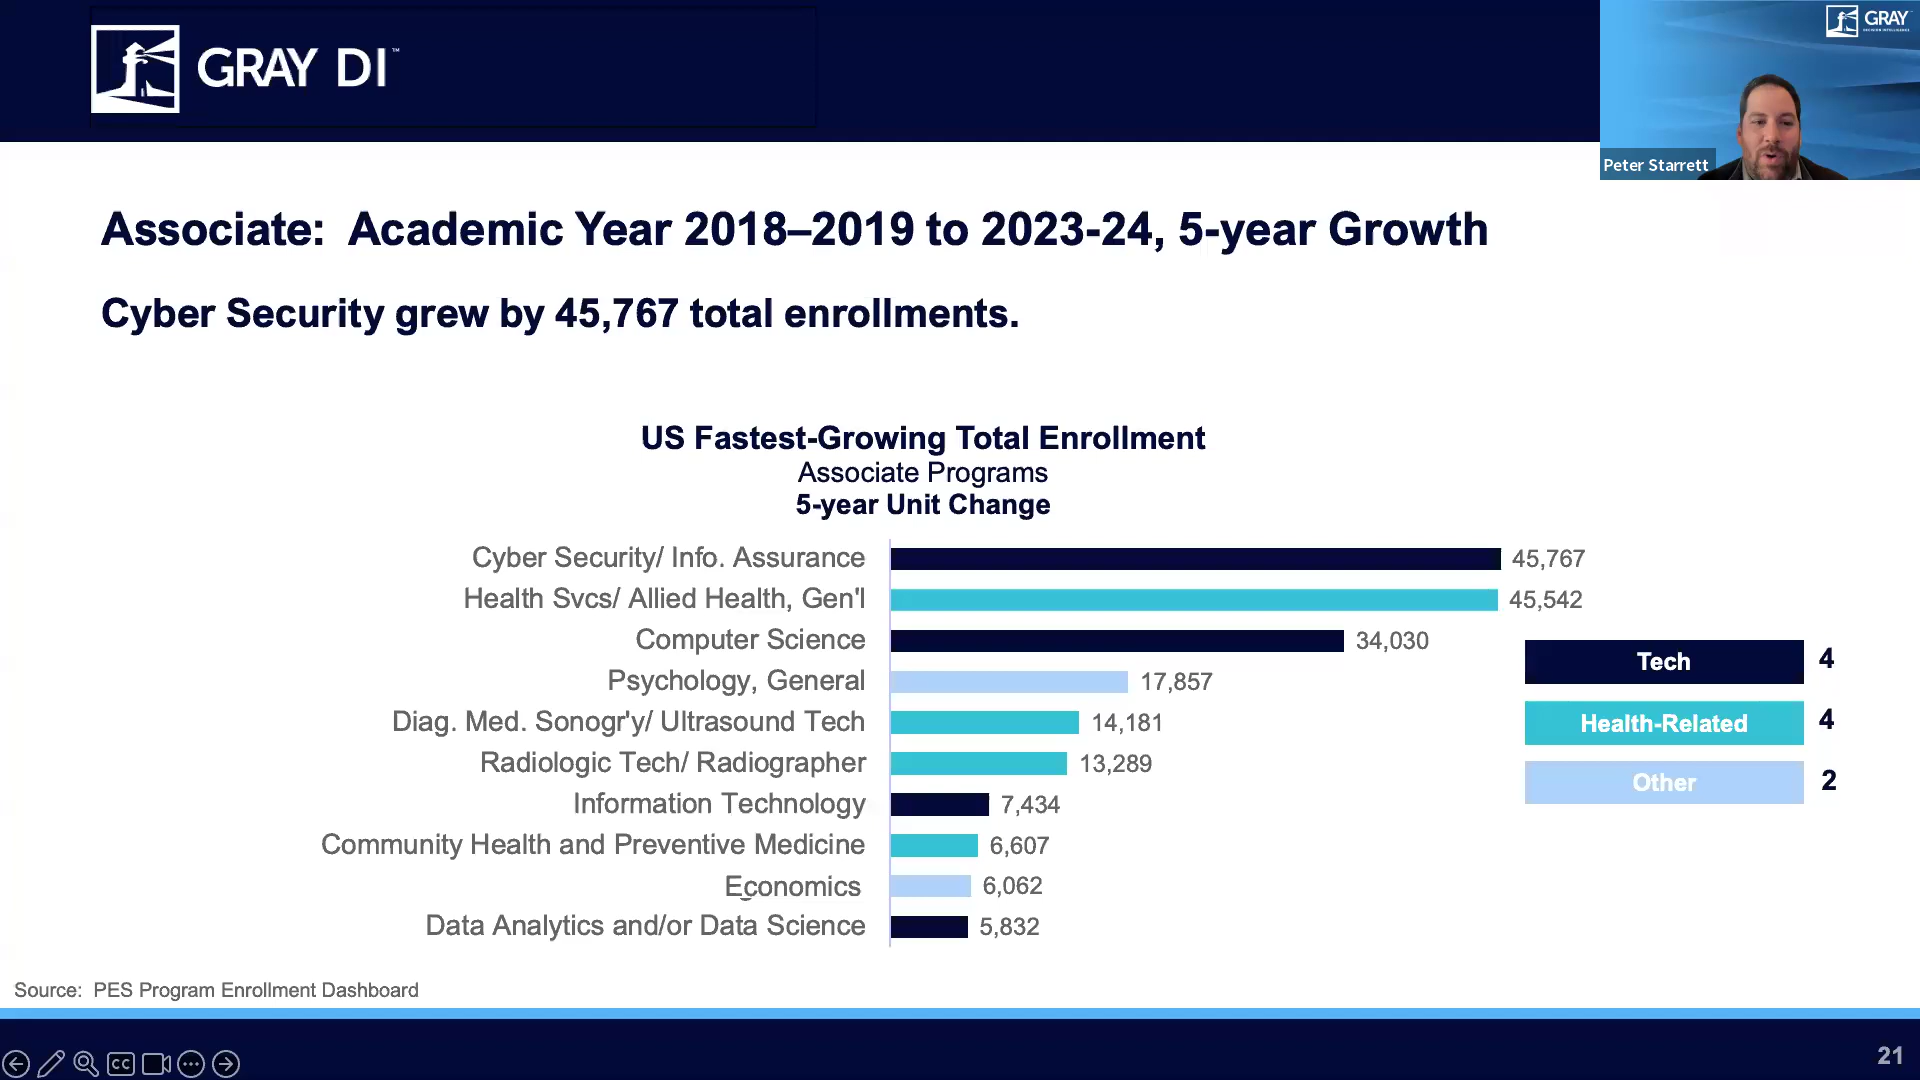 GRAY DI™
GRAY
Peter Starrett
Associate: Academic Year 2018–2019 to 2023-24, 5-year Growth
Cyber Security grew by 45,767 total enrollments.
US Fastest-Growing Total Enrollment
Associate Programs
5-year Unit Change
Cyber Security/ Info. Assurance 45,767
Health Svcs/ Allied Health, Gen'l 45,542
Computer Science 34,030
Psychology, General 17,857
Diag. Med. Sonogr'y/ Ultrasound Tech 14,181
Radiologic Tech/ Radiographer 13,289
Information Technology 7,434
Community Health and Preventive Medicine 6,607
Economics 6,062
Data Analytics and/or Data Science 5,832
Tech 4
Health-Related 4
Other 2
Source: PES Program Enrollment Dashboard
CC
21